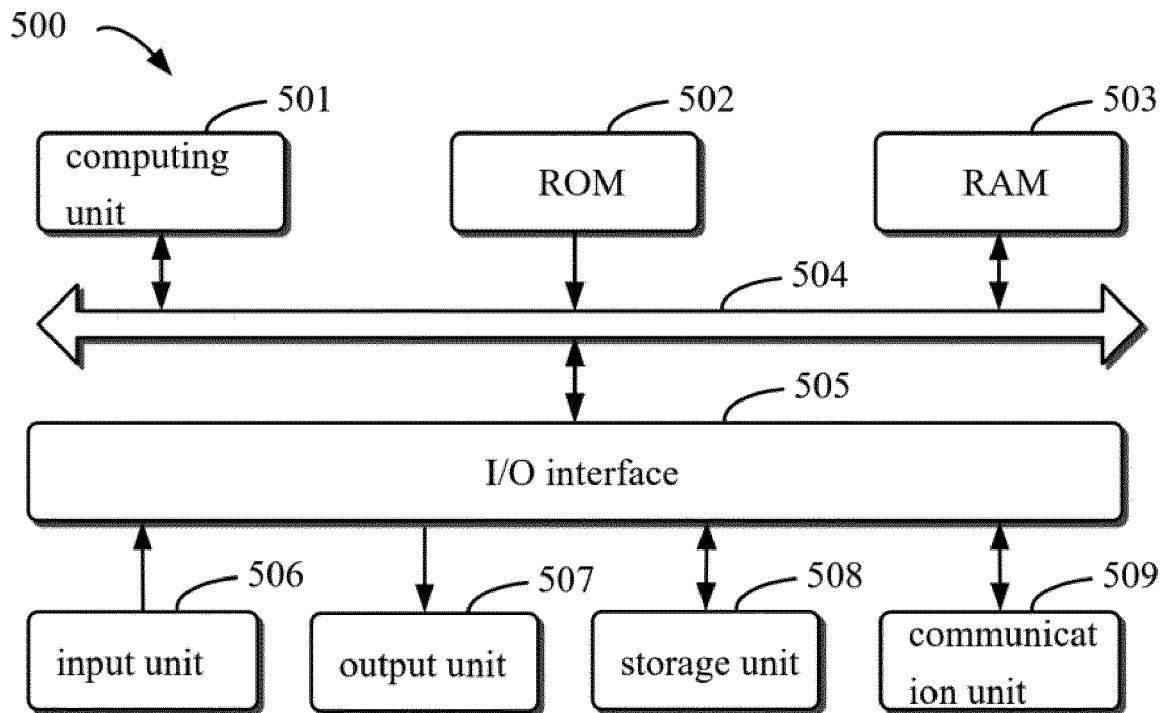 500
501
502
503
computing
unit
ROM
RAM
504
505
I/O interface
506
507
508
509
input unit
output unit
storage unit
communicat
ion unit